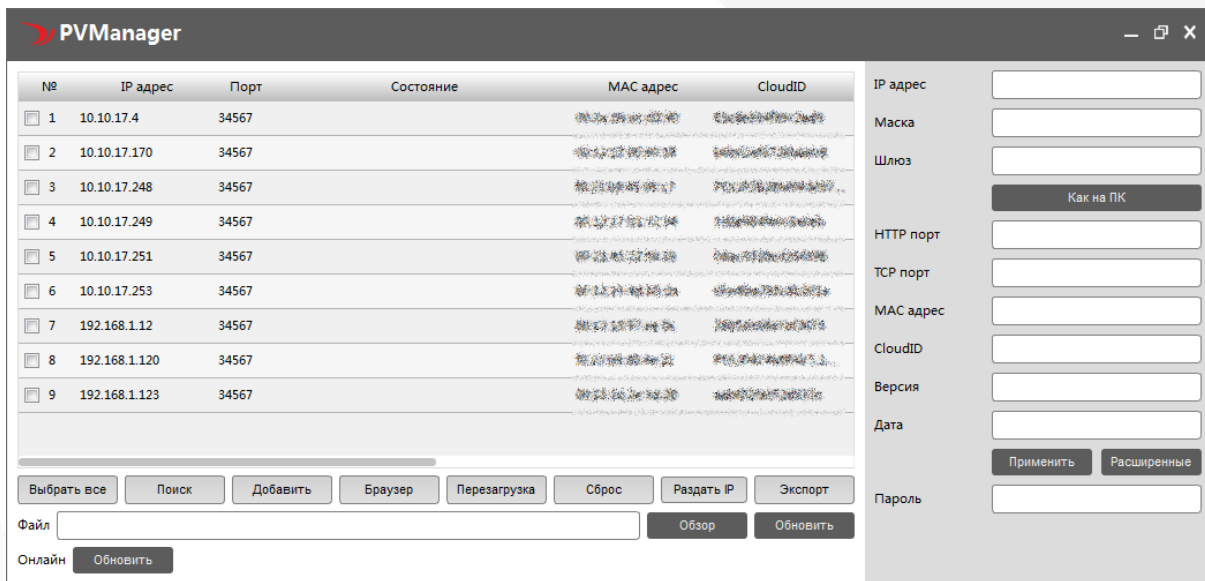 PVManager
№ IP адрес Порт Состояние MAC адрес CloudID
1 10.10.17.4 34567
2 10.10.17.170 34567
3 10.10.17.248 34567
4 10.10.17.249 34567
5 10.10.17.251 34567
6 10.10.17.253 34567
7 192.168.1.12 34567
8 192.168.1.120 34567
9 192.168.1.123 34567
Выбрать все Поиск Добавить Браузер Перезагрузка Сброс Раздать IP Экспорт
Файл Обзор Обновить
Онлайн Обновить
IP адрес
Маска
Шлюз
Как на ПК
HTTP порт
TCP порт
MAC адрес
CloudID
Версия
Дата
Применить Расширенные
Пароль